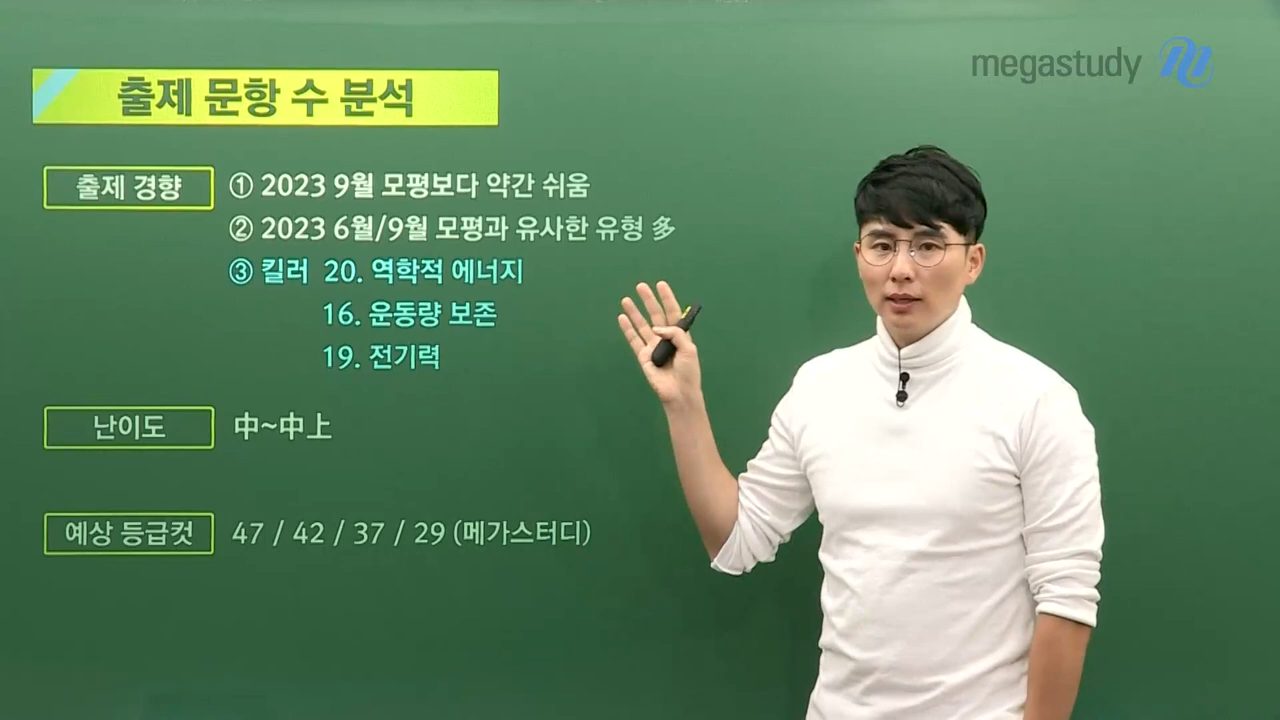 megastudy
출제 문항 수 분석
출제 경향 ① 2023 9월 모평보다 약간 쉬움
② 2023 6월/9월 모평과 유사한 유형 多
③ 킬러 20. 역학적 에너지
16. 운동량 보존
19. 전기력
난이도 中~中上
예상 등급컷 47 / 42 / 37 / 29 (메가스터디)